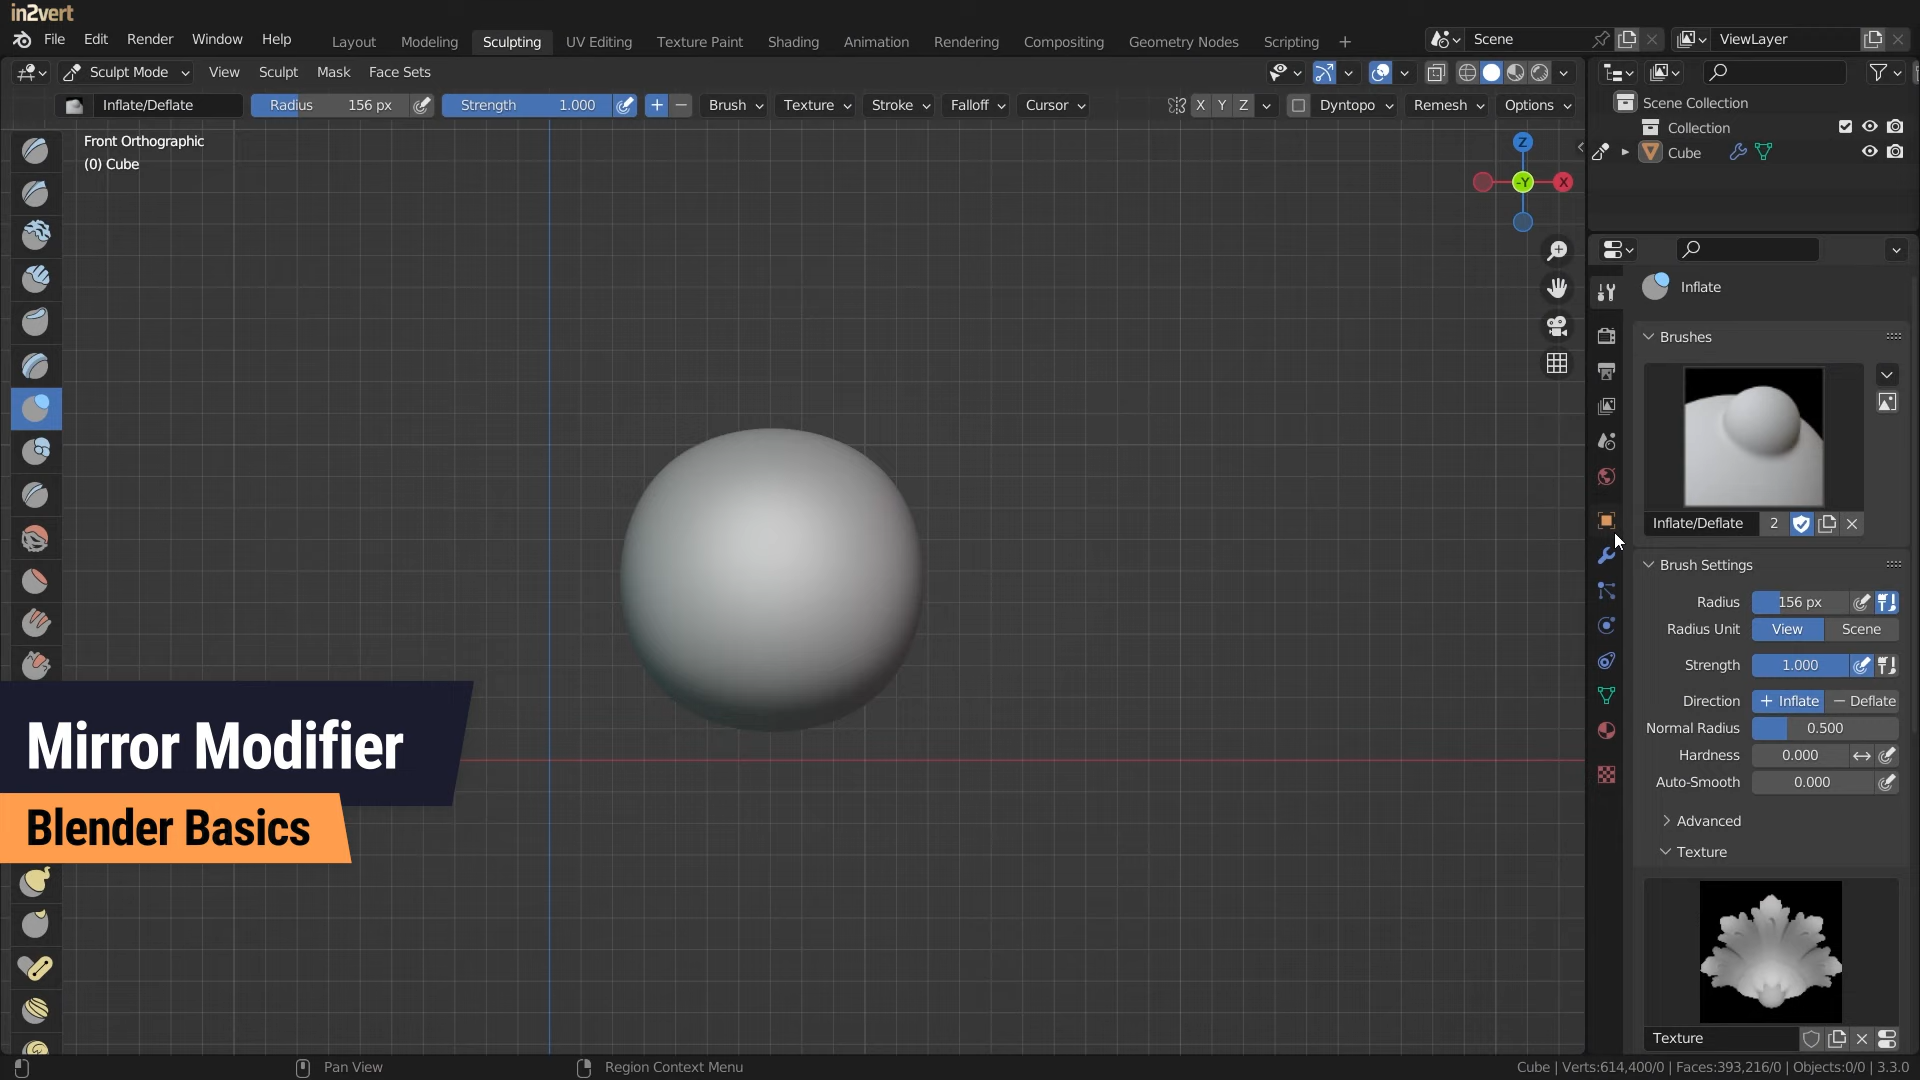 in2vert
File Edit Render Window Help
Layout Modeling Sculpting UV Editing Texture Paint Shading Animation Rendering Compositing Geometry Nodes Scripting +
Scene
ViewLayer
Sculpt Mode View Sculpt Mask Face Sets
Inflate/Deflate Radius 156 px Strength 1.000 + − Brush Texture Stroke Falloff Cursor X Y Z Dyntopo Remesh Options
Front Orthographic
(0) Cube
Z
-Y
X
Scene Collection
Collection
Cube
Inflate
Brushes
Inflate/Deflate 2
Brush Settings
Radius 156 px
Radius Unit View Scene
Strength 1.000
Direction + Inflate − Deflate
Normal Radius 0.500
Hardness 0.000
Auto-Smooth 0.000
Advanced
Texture
Texture
Mirror Modifier
Blender Basics
Pan View
Region Context Menu
Cube | Verts:614,400/0 | Faces:393,216/0 | Objects:0/0 | 3.3.0